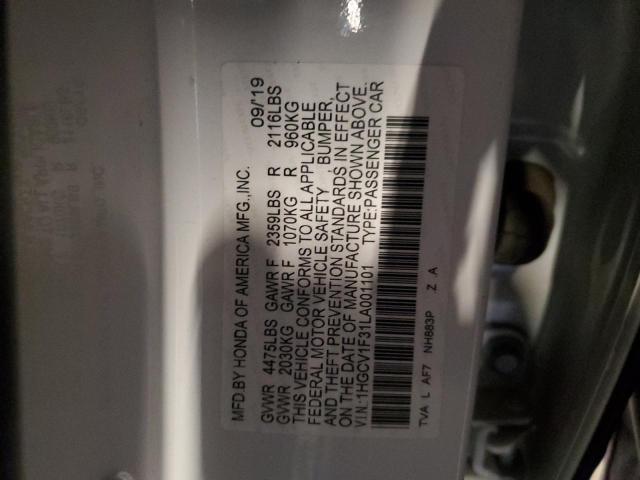 MFD.BY HONDA OF AMERICA MFG.,INC. 09/'19
GVWR 4475LBS GAWR F 2359LBS R 2116LBS
GVWR 2030KG GAWR F 1070KG R 960KG
THIS VEHICLE CONFORMS TO ALL APPLICABLE
FEDERAL MOTOR VEHICLE SAFETY , BUMPER,
AND THEFT PREVENTION STANDARDS IN EFFECT
ON THE DATE OF MANUFACTURE SHOWN ABOVE.
V.I.N.:1HGCV1F31LA001101 TYPE:PASSENGER CAR
TVA L AF7 NH883P Z A